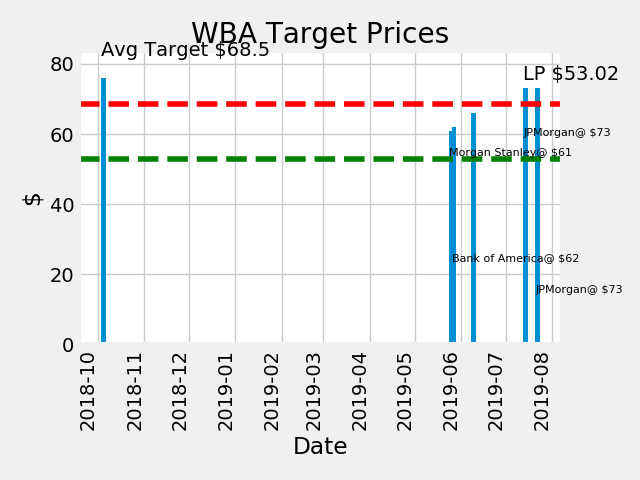 WBA Target Prices
Avg Target $68.5
LP $53.02
JPMorgan@ $73
Morgan Stanley@ $61
Bank of America@ $62
JPMorgan@ $73
$
80
60
40
20
0
2018-10
2018-11
2018-12
2019-01
2019-02
2019-03
2019-04
2019-05
2019-06
2019-07
2019-08
Date